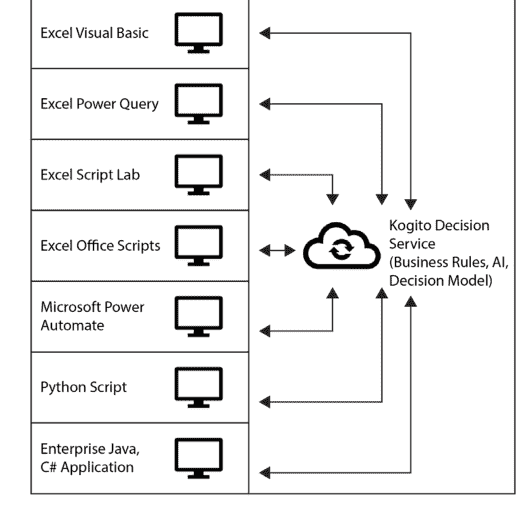 Excel Visual Basic
Excel Power Query
Excel Script Lab
Excel Office Scripts
Microsoft Power
Automate
Python Script
Enterprise Java,
C# Application
Kogito Decision
Service
(Business Rules, AI,
Decision Model)